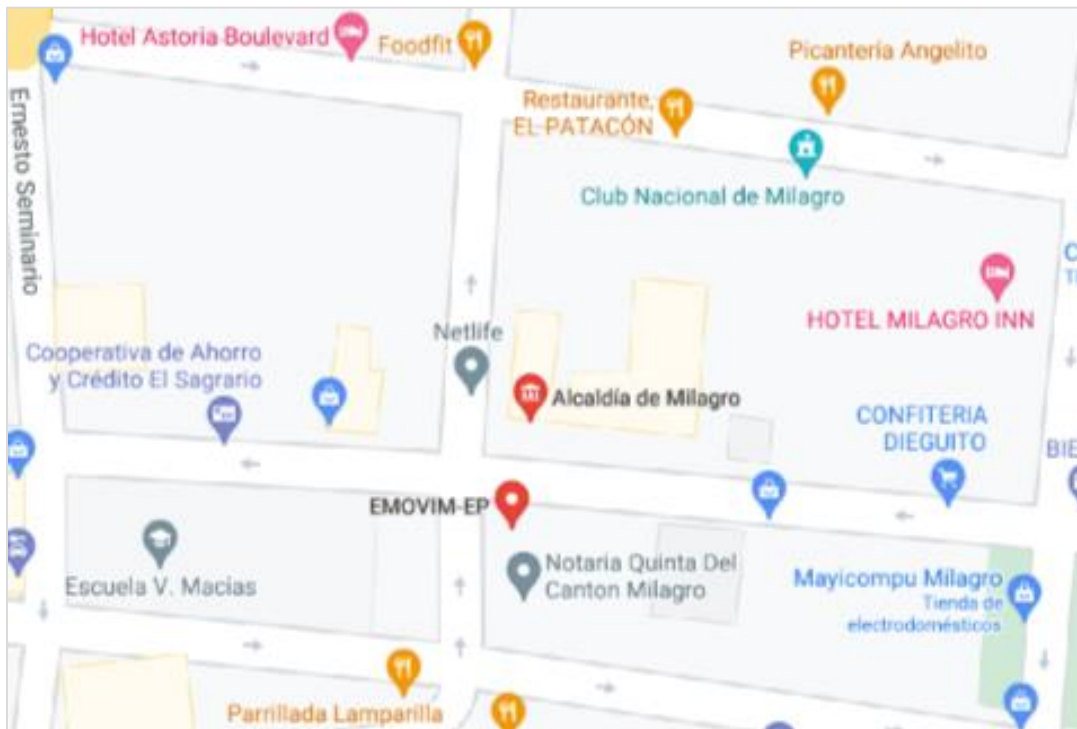 Hotel Astoria Boulevard
Foodfit
Picantería Angelito
Restaurante,
EL PATACÓN
Ernesto Seminario
Club Nacional de Milagro
HOTEL MILAGRO INN
Netlife
Cooperativa de Ahorro
y Crédito El Sagrario
Alcaldía de Milagro
CONFITERIA
DIEGUITO
BIE
EMOVIM-EP
Escuela V. Macias
Notaria Quinta Del
Canton Milagro
Mayicompu Milagro
Tienda de
electrodomésticos
Parrillada Lamparilla